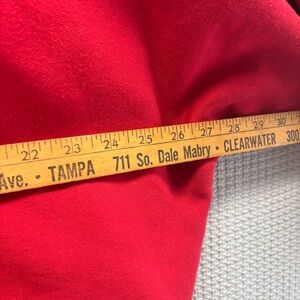 22 23 24 25 26 27 28 29 30
Ave. • TAMPA 711 So. Dale Mabry • CLEARWATER 300